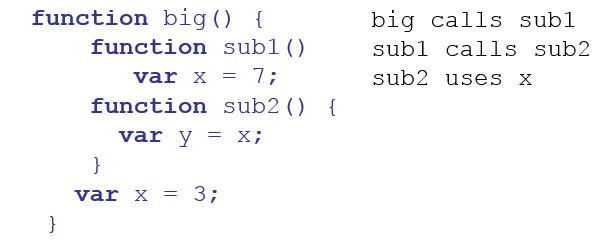 function big() {
function sub1()
var x = 7;
function sub2() {
var y = x;
}
var x = 3;
}
big calls sub1
sub1 calls sub2
sub2 uses x